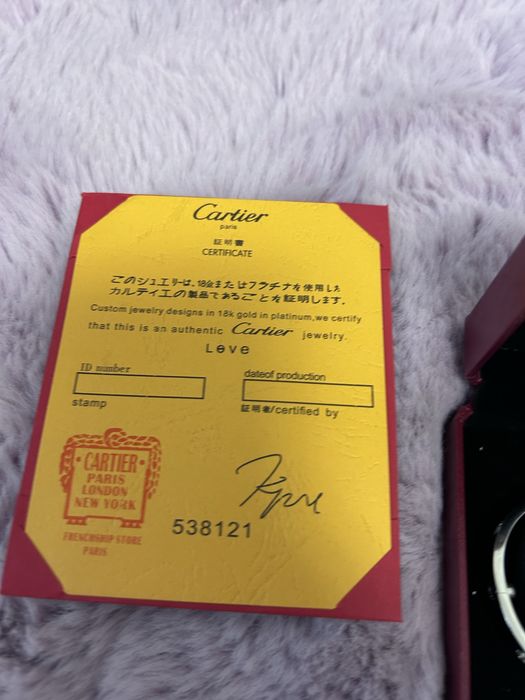 Cartier
paris
証明書
CERTIFICATE
このジュエリーは、18金またはプラチナを使用した
カルティエの製品であることを証明します.
Custom jewelry designs in 18k gold in platinum,we certify
that this is an authentic Cartier jewelry.
Love
ID number
dateof production
stamp
証明者/certified by
CARTIER
PARIS
LONDON
NEW YORK
FRENCHSHIP STORE
PARIS
538121